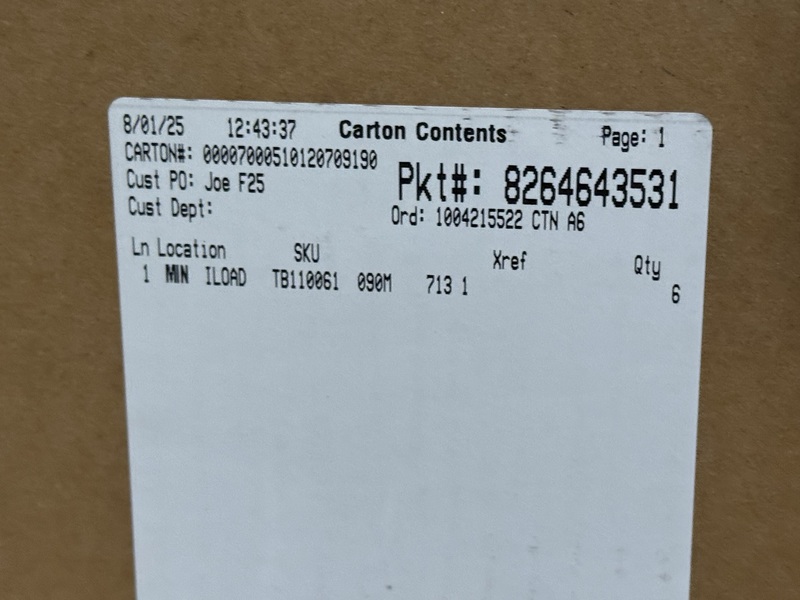 8/01/25 12:43:37 Carton Contents Page: 1
CARTON#: 00007000510120709190
Pkt#: 8264643531
Cust PO: Joe F25
Ord: 1004215522 CTN A6
Cust Dept:
Ln Location SKU Xref Qty
1 MIN ILOAD TB110061 090M 713 1 6